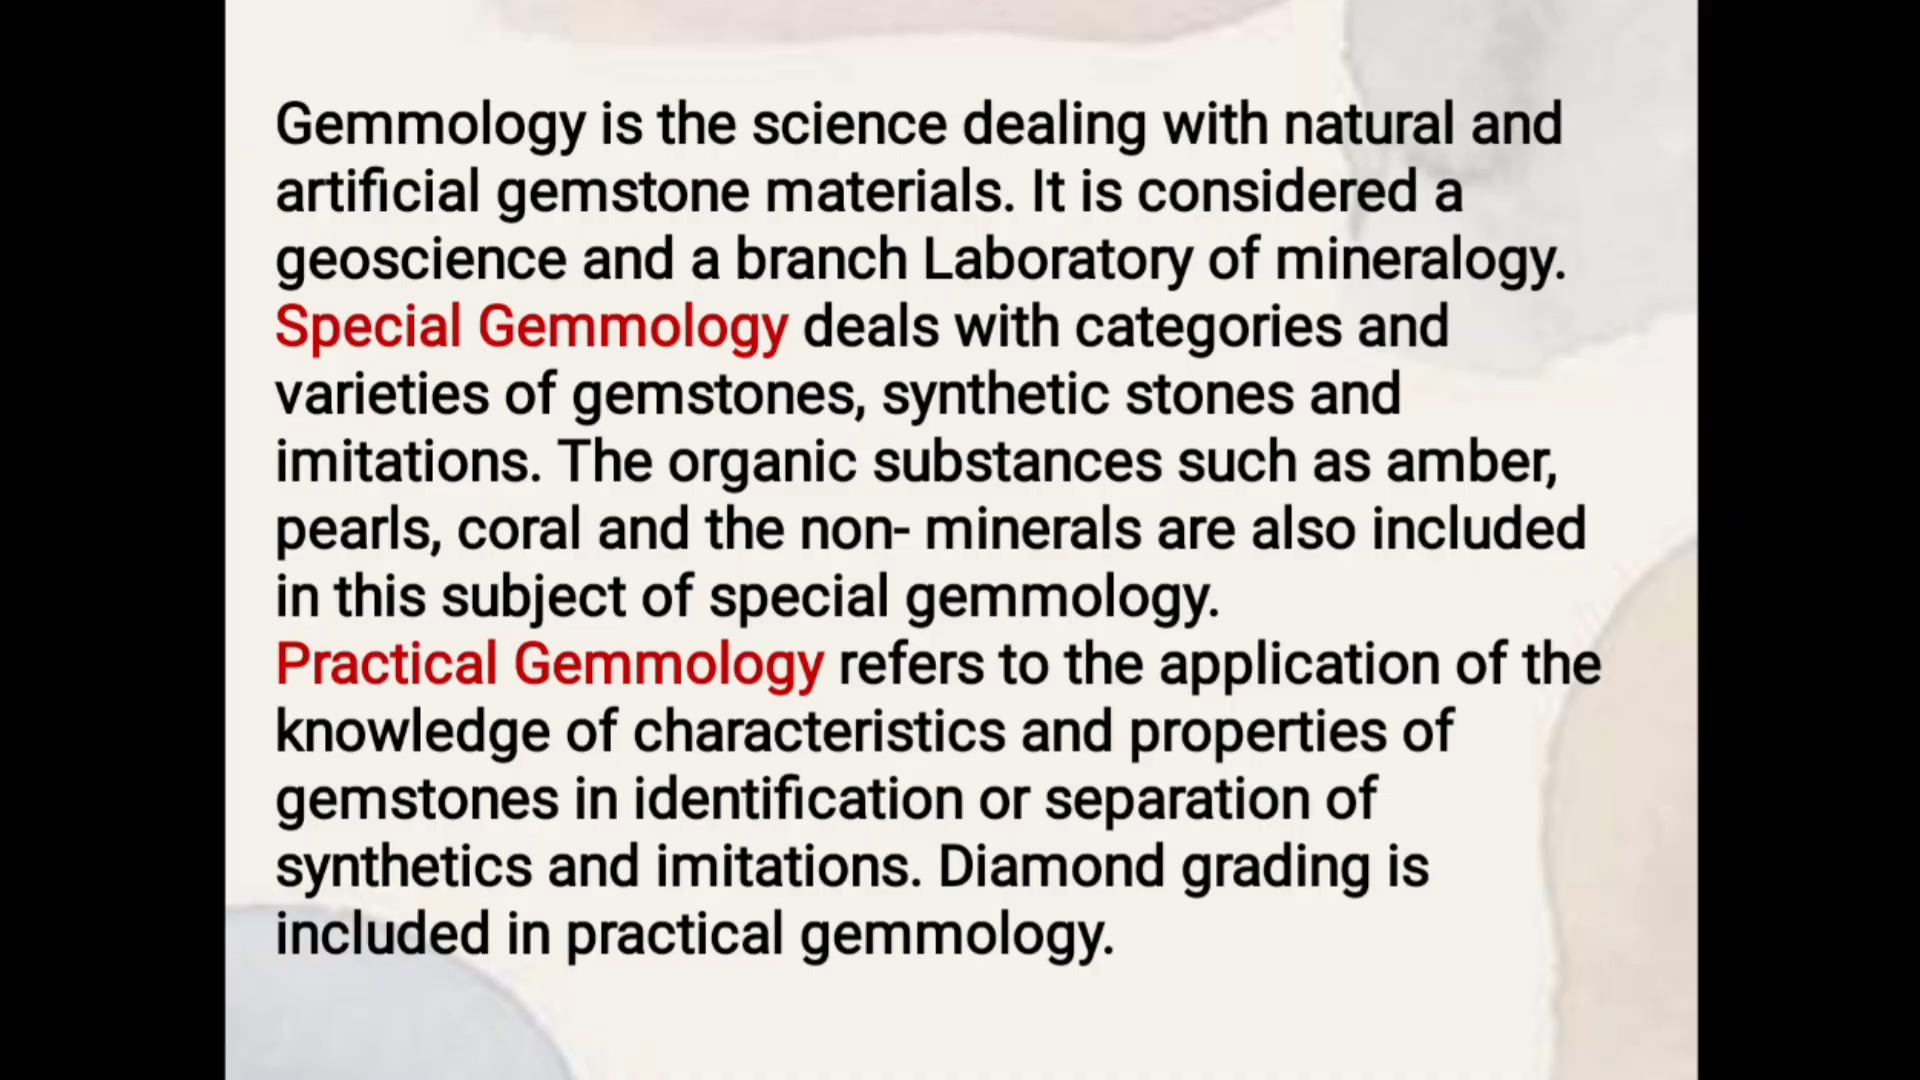 Gemmology is the science dealing with natural and
artificial gemstone materials. It is considered a
geoscience and a branch Laboratory of mineralogy.
Special Gemmology deals with categories and
varieties of gemstones, synthetic stones and
imitations. The organic substances such as amber,
pearls, coral and the non- minerals are also included
in this subject of special gemmology.
Practical Gemmology refers to the application of the
knowledge of characteristics and properties of
gemstones in identification or separation of
synthetics and imitations. Diamond grading is
included in practical gemmology.